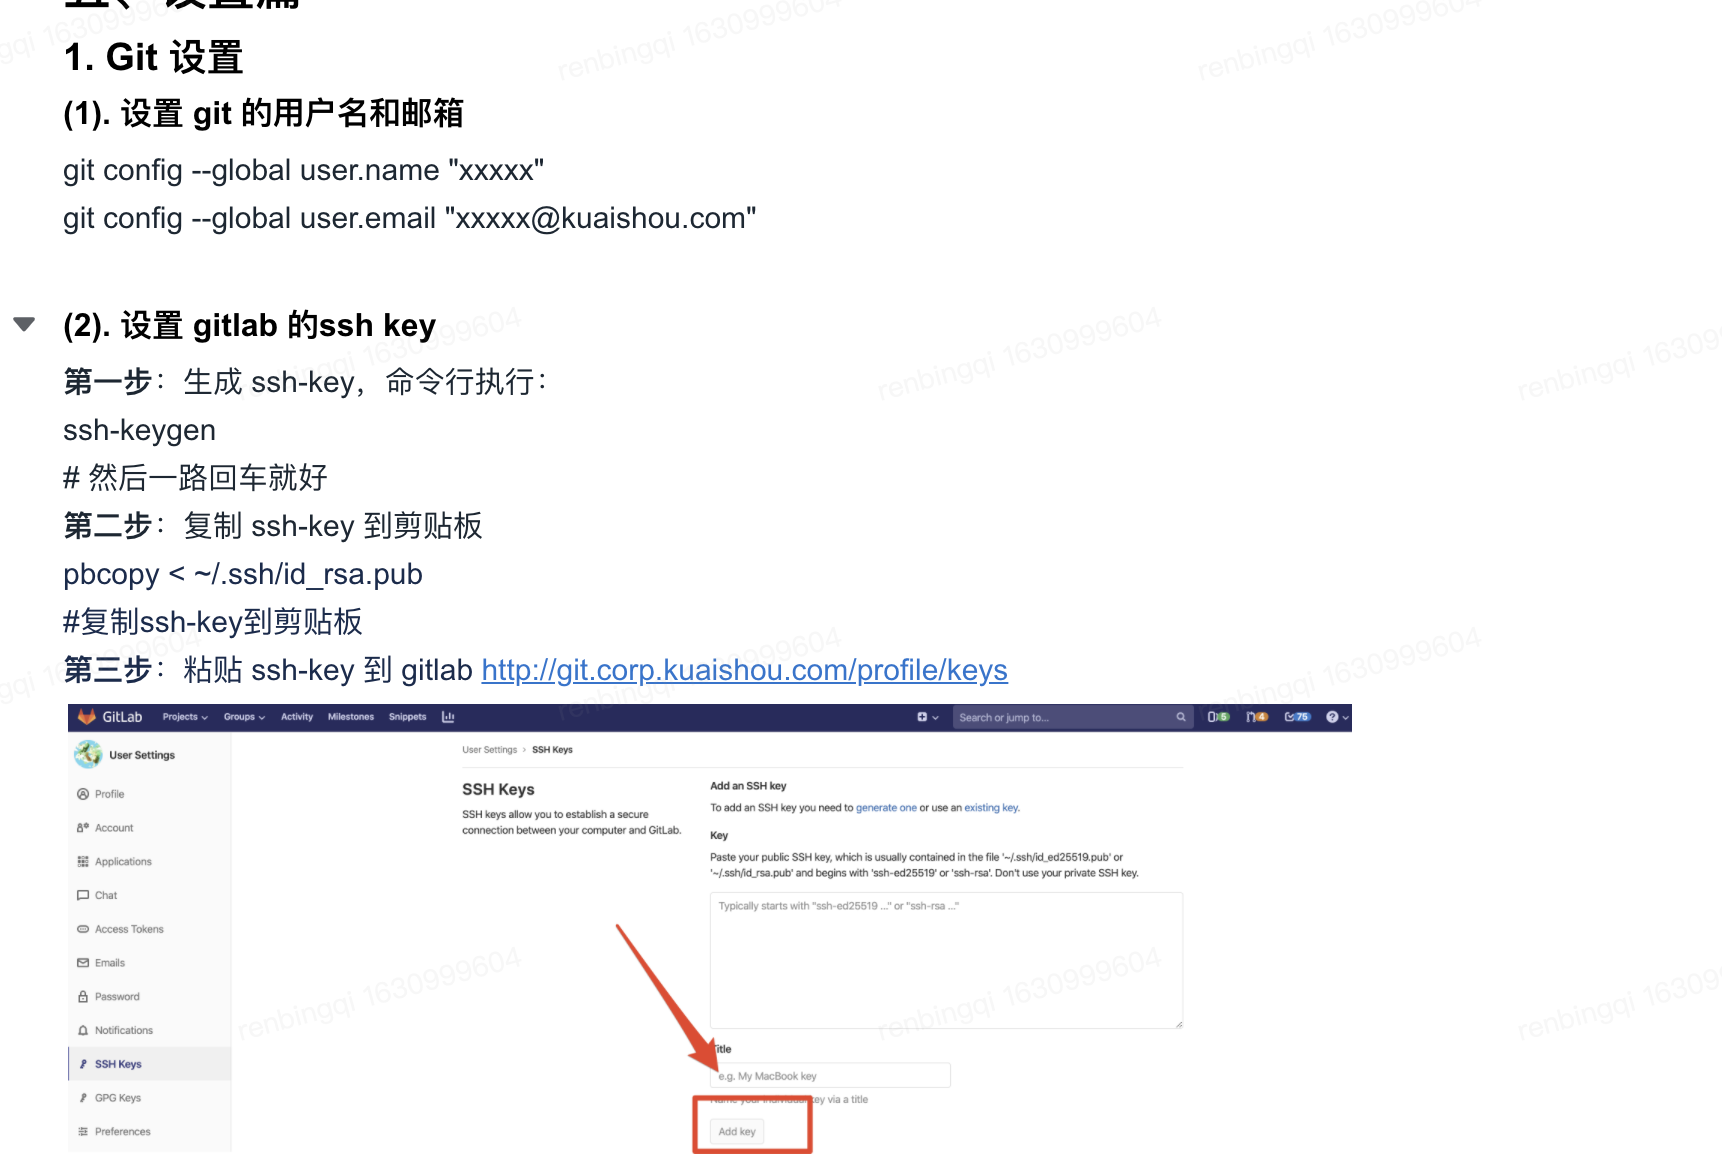 五、设置篇
1. Git 设置
(1). 设置 git 的用户名和邮箱
git config --global user.name "xxxxx"
git config --global user.email "xxxxx@kuaishou.com"
(2). 设置 gitlab 的ssh key
第一步：生成 ssh-key，命令行执行：
ssh-keygen
# 然后一路回车就好
第二步：复制 ssh-key 到剪贴板
pbcopy < ~/.ssh/id_rsa.pub
#复制ssh-key到剪贴板
第三步：粘贴 ssh-key 到 gitlab http://git.corp.kuaishou.com/profile/keys
GitLab Projects Groups Activity Milestones Snippets Search or jump to... 5 4 75
User Settings
Profile
Account
Applications
Chat
Access Tokens
Emails
Password
Notifications
SSH Keys
GPG Keys
Preferences
User Settings > SSH Keys
SSH Keys
SSH keys allow you to establish a secure
connection between your computer and GitLab.
Add an SSH key
To add an SSH key you need to generate one or use an existing key.
Key
Paste your public SSH key, which is usually contained in the file '~/.ssh/id_ed25519.pub' or
'~/.ssh/id_rsa.pub' and begins with 'ssh-ed25519' or 'ssh-rsa'. Don't use your private SSH key.
Typically starts with "ssh-ed25519 ..." or "ssh-rsa ..."
Title
e.g. My MacBook key
Name your individual key via a title
Add key
renbingqi 1630999604